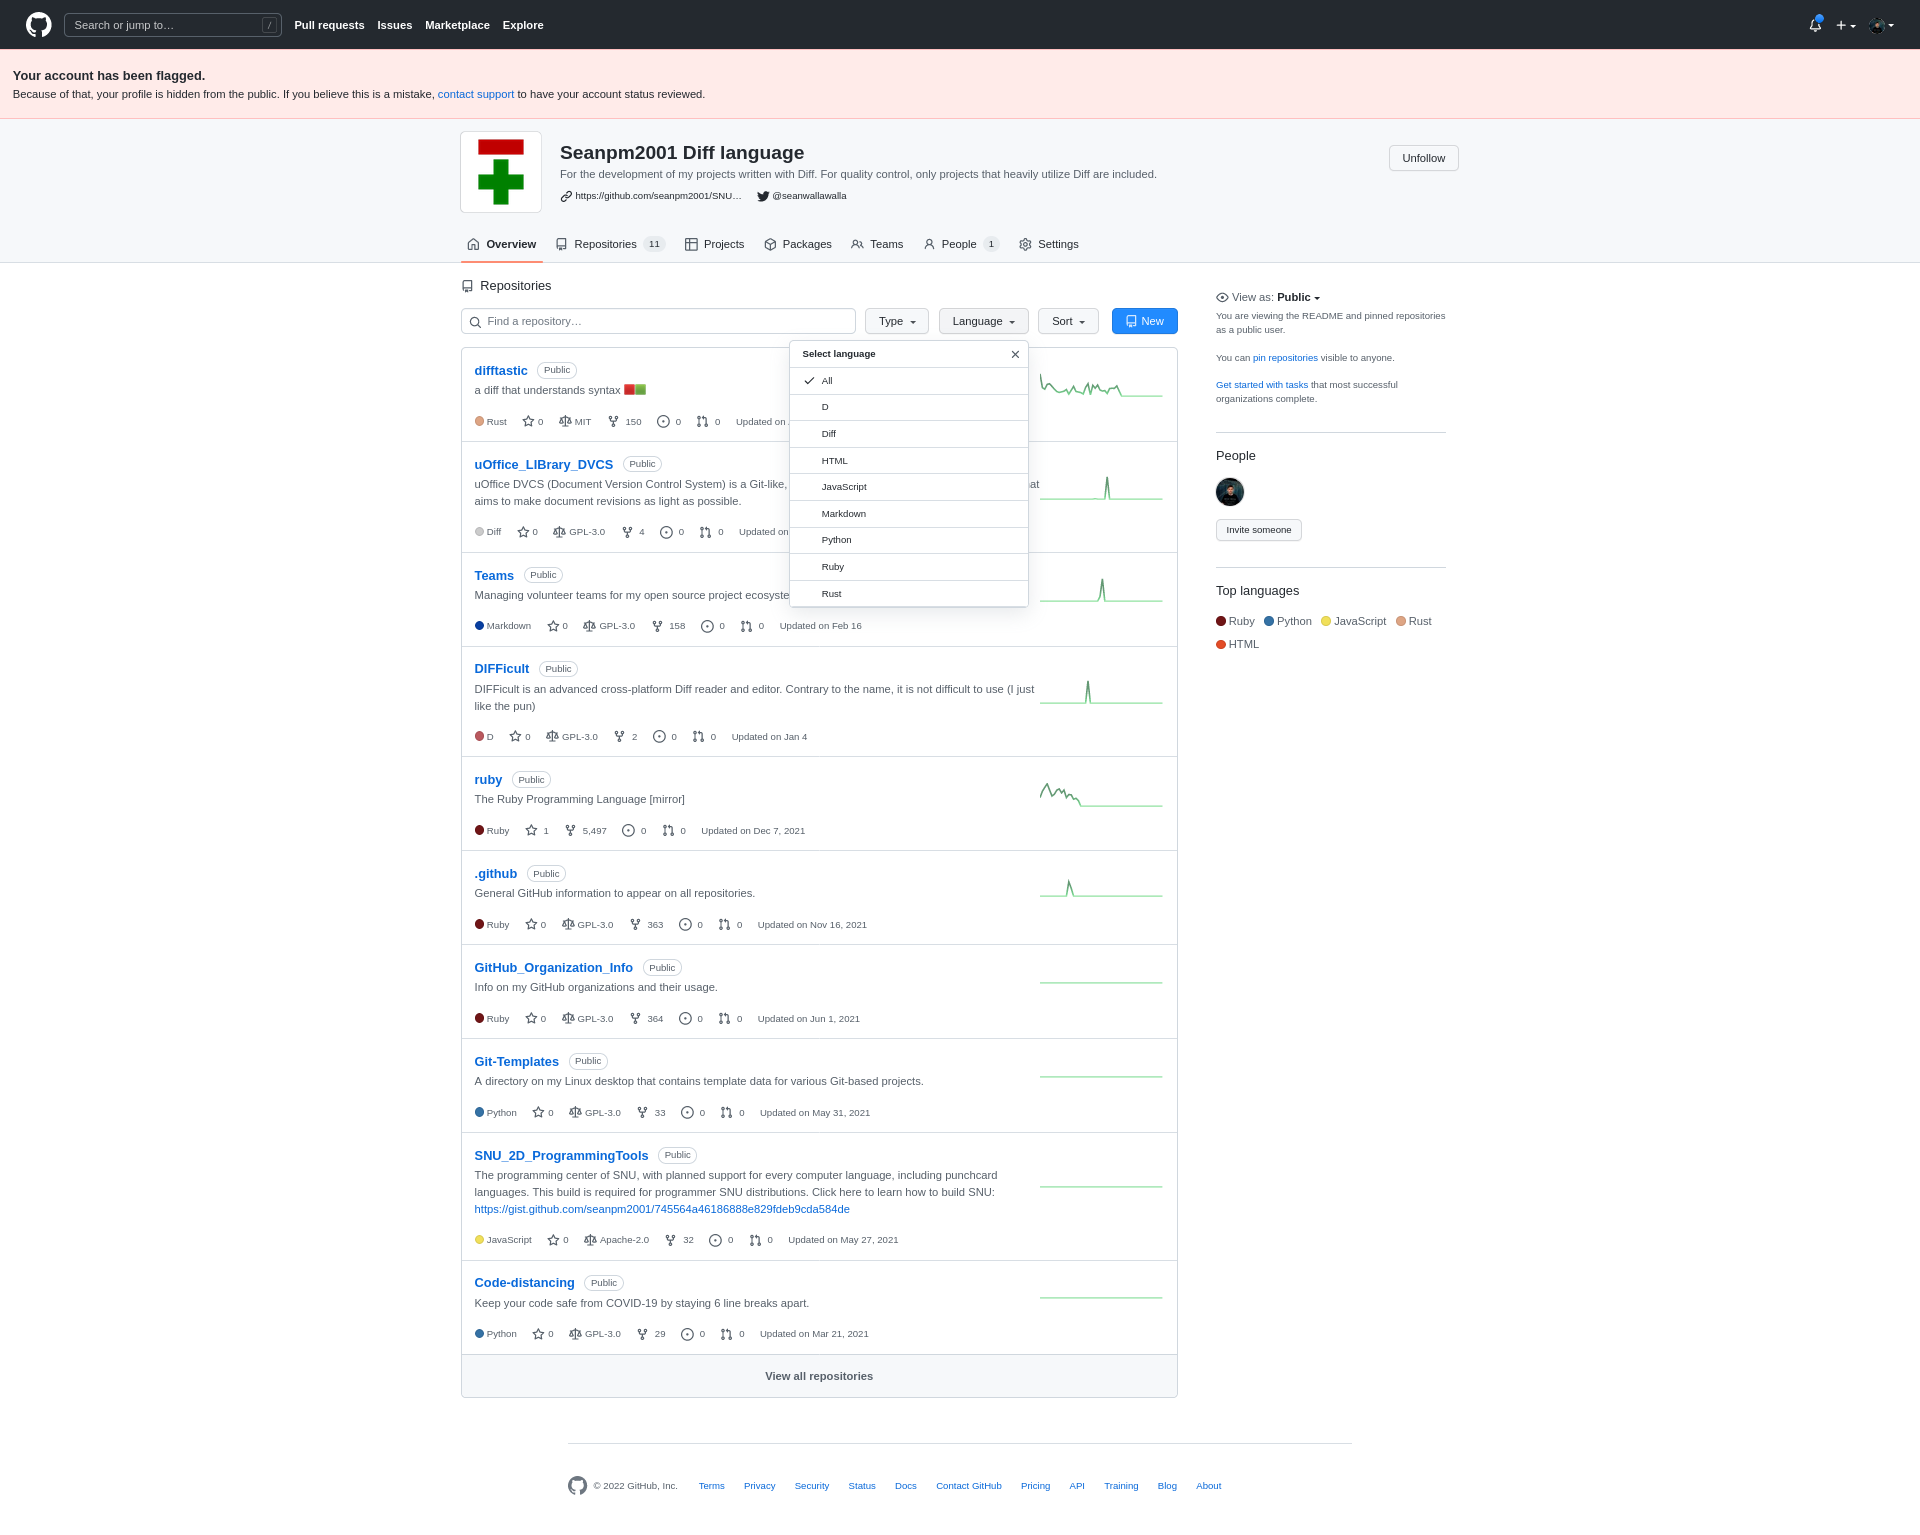 Search or jump to…
/
Pull requests
Issues
Marketplace
Explore
Your account has been flagged.
Because of that, your profile is hidden from the public. If you believe this is a mistake, contact support to have your account status reviewed.
Seanpm2001 Diff language
For the development of my projects written with Diff. For quality control, only projects that heavily utilize Diff are included.
https://github.com/seanpm2001/SNU…
@seanwallawalla
Unfollow
Overview
Repositories 11
Projects
Packages
Teams
People 1
Settings
Repositories
Find a repository…
Type
Language
Sort
New
Select language
All
D
Diff
HTML
JavaScript
Markdown
Python
Ruby
Rust
difftastic Public
a diff that understands syntax
Rust 0 MIT 150 0 0 Updated on
uOffice_LIBrary_DVCS Public
uOffice DVCS (Document Version Control System) is a Git-like, at
aims to make document revisions as light as possible.
Diff 0 GPL-3.0 4 0 0 Updated on
Teams Public
Managing volunteer teams for my open source project ecosyste
Markdown 0 GPL-3.0 158 0 0 Updated on Feb 16
DIFFicult Public
DIFFicult is an advanced cross-platform Diff reader and editor. Contrary to the name, it is not difficult to use (I just
like the pun)
D 0 GPL-3.0 2 0 0 Updated on Jan 4
ruby Public
The Ruby Programming Language [mirror]
Ruby 1 5,497 0 0 Updated on Dec 7, 2021
.github Public
General GitHub information to appear on all repositories.
Ruby 0 GPL-3.0 363 0 0 Updated on Nov 16, 2021
GitHub_Organization_Info Public
Info on my GitHub organizations and their usage.
Ruby 0 GPL-3.0 364 0 0 Updated on Jun 1, 2021
Git-Templates Public
A directory on my Linux desktop that contains template data for various Git-based projects.
Python 0 GPL-3.0 33 0 0 Updated on May 31, 2021
SNU_2D_ProgrammingTools Public
The programming center of SNU, with planned support for every computer language, including punchcard
languages. This build is required for programmer SNU distributions. Click here to learn how to build SNU:
https://gist.github.com/seanpm2001/745564a46186888e829fdeb9cda584de
JavaScript 0 Apache-2.0 32 0 0 Updated on May 27, 2021
Code-distancing Public
Keep your code safe from COVID-19 by staying 6 line breaks apart.
Python 0 GPL-3.0 29 0 0 Updated on Mar 21, 2021
View all repositories
View as: Public
You are viewing the README and pinned repositories
as a public user.
You can pin repositories visible to anyone.
Get started with tasks that most successful
organizations complete.
People
Invite someone
Top languages
Ruby Python JavaScript Rust
HTML
© 2022 GitHub, Inc.
Terms
Privacy
Security
Status
Docs
Contact GitHub
Pricing
API
Training
Blog
About